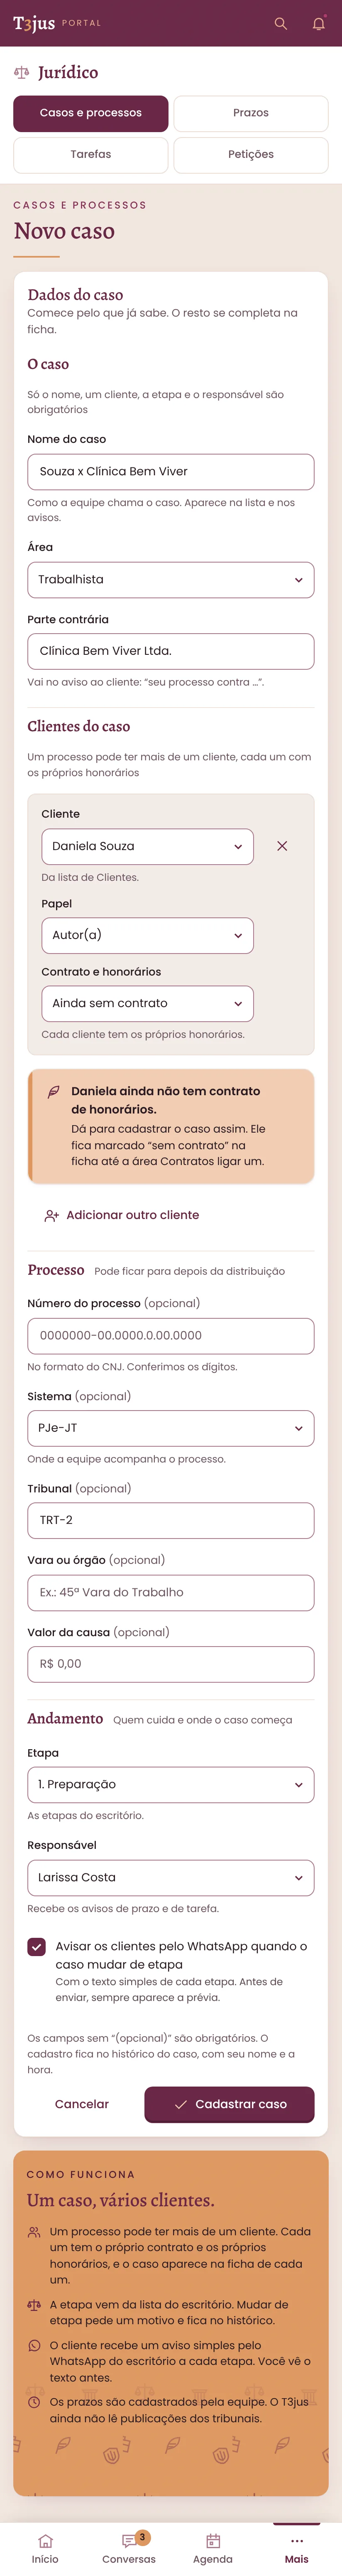 T3jus PORTAL
Jurídico
Casos e processos
Prazos
Tarefas
Petições
CASOS E PROCESSOS
Novo caso
Dados do caso
Comece pelo que já sabe. O resto se completa na
ficha.
O caso
Só o nome, um cliente, a etapa e o responsável são
obrigatórios
Nome do caso
Souza x Clínica Bem Viver
Como a equipe chama o caso. Aparece na lista e nos
avisos.
Área
Trabalhista
Parte contrária
Clínica Bem Viver Ltda.
Vai no aviso ao cliente: “seu processo contra …”.
Clientes do caso
Um processo pode ter mais de um cliente, cada um com
os próprios honorários
Cliente
Daniela Souza
Da lista de Clientes.
Papel
Autor(a)
Contrato e honorários
Ainda sem contrato
Cada cliente tem os próprios honorários.
Daniela ainda não tem contrato
de honorários.
Dá para cadastrar o caso assim. Ele
fica marcado “sem contrato” na
ficha até a área Contratos ligar um.
Adicionar outro cliente
Processo Pode ficar para depois da distribuição
Número do processo (opcional)
0000000-00.0000.0.00.0000
No formato do CNJ. Conferimos os dígitos.
Sistema (opcional)
PJe-JT
Onde a equipe acompanha o processo.
Tribunal (opcional)
TRT-2
Vara ou órgão (opcional)
Ex.: 45ª Vara do Trabalho
Valor da causa (opcional)
R$ 0,00
Andamento Quem cuida e onde o caso começa
Etapa
1. Preparação
As etapas do escritório.
Responsável
Larissa Costa
Recebe os avisos de prazo e de tarefa.
Avisar os clientes pelo WhatsApp quando o
caso mudar de etapa
Com o texto simples de cada etapa. Antes de
enviar, sempre aparece a prévia.
Os campos sem “(opcional)” são obrigatórios. O
cadastro fica no histórico do caso, com seu nome e a
hora.
Cancelar
Cadastrar caso
COMO FUNCIONA
Um caso, vários clientes.
Um processo pode ter mais de um cliente. Cada
um tem o próprio contrato e os próprios
honorários, e o caso aparece na ficha de cada
um.
A etapa vem da lista do escritório. Mudar de
etapa pede um motivo e fica no histórico.
O cliente recebe um aviso simples pelo
WhatsApp do escritório a cada etapa. Você vê o
texto antes.
Os prazos são cadastrados pela equipe. O T3jus
ainda não lê publicações dos tribunais.
Início
Conversas
3
Agenda
Mais